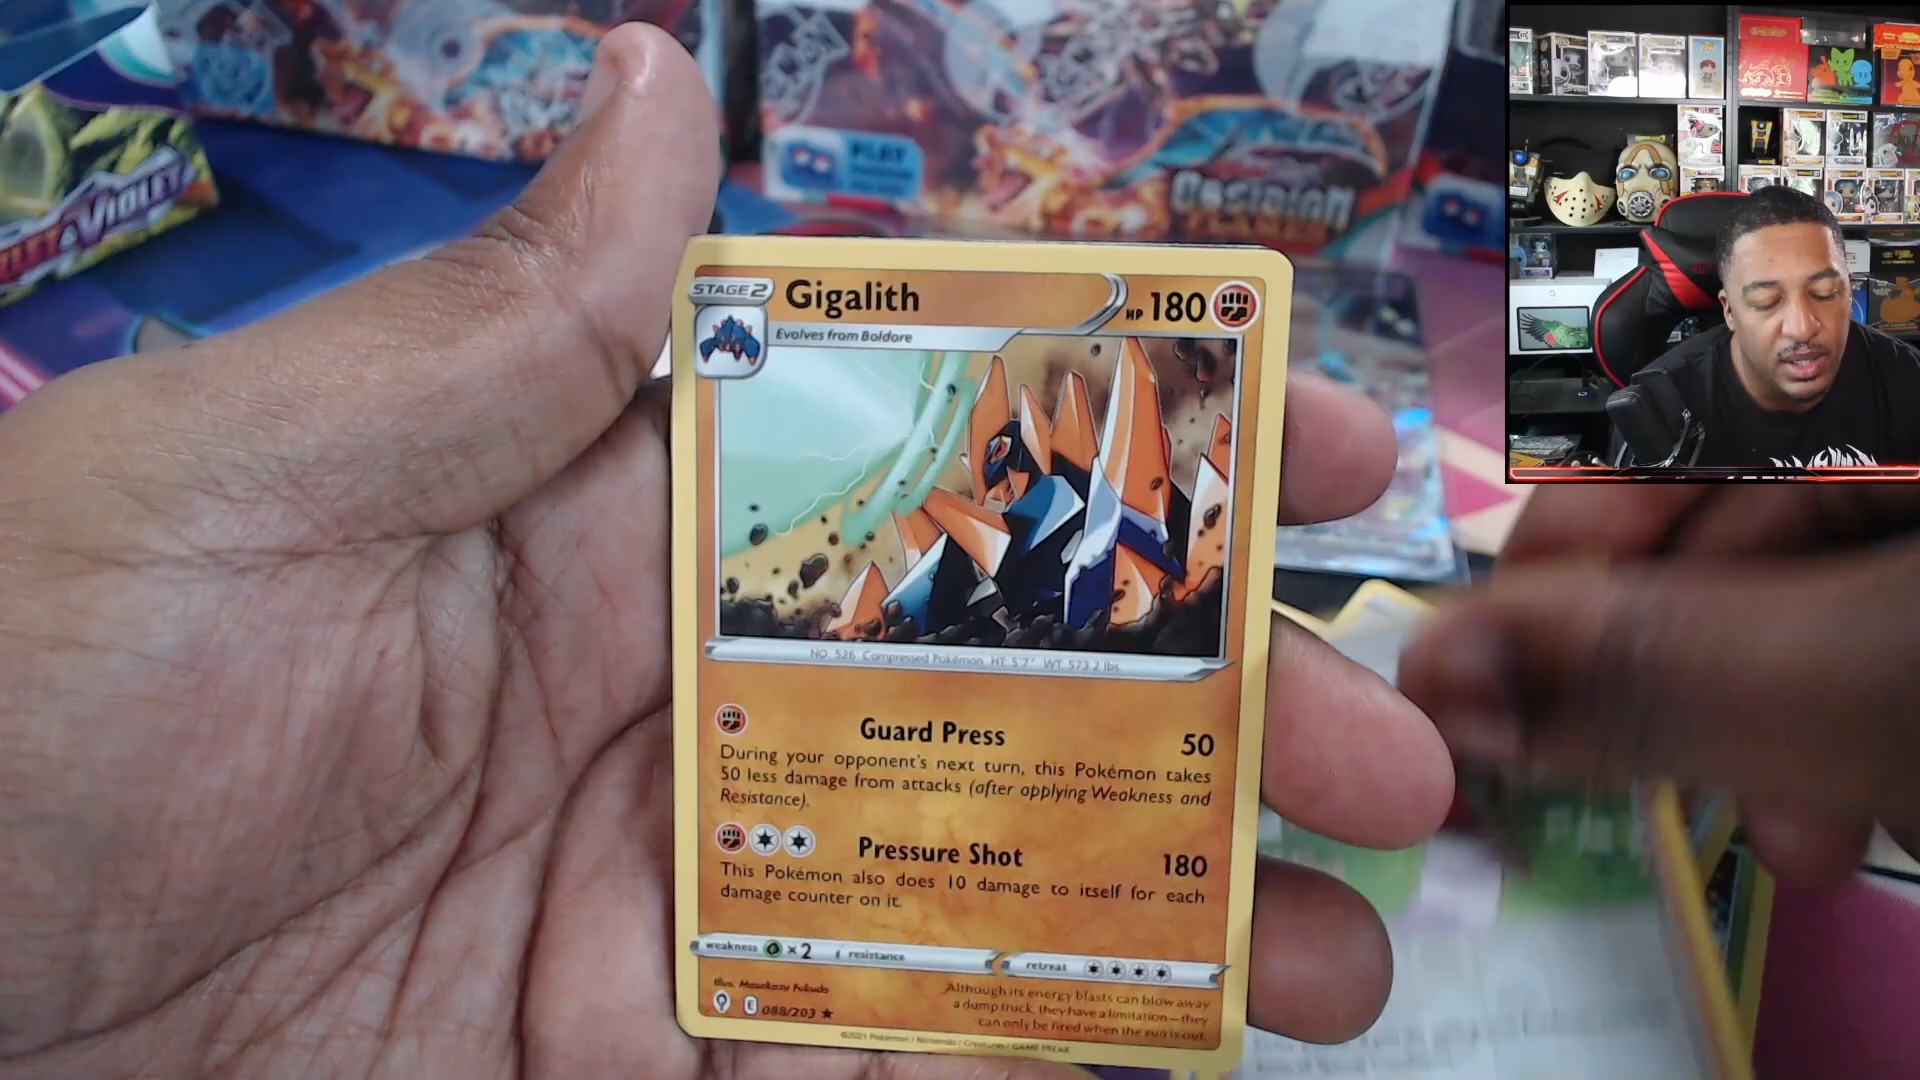 VIOLET
PLAY
OBSIDIAN
STAGE 2
Gigalith
HP 180
Evolves from Boldore
NO. 526 Compressed Pokémon HT: 5'7" WT: 573.2 lbs.
Guard Press 50
During your opponent's next turn, this Pokémon takes
50 less damage from attacks (after applying Weakness and
Resistance).
Pressure Shot 180
This Pokémon also does 10 damage to itself for each
damage counter on it.
weakness ×2 resistance
retreat
Illus. Masakazu Fukuda
E 088/203 ★
Although its energy blasts can blow away
a dump truck, they have a limitation—they
can only be fired when the sun is out.
©2021 Pokémon / Nintendo / Creatures / GAME FREAK